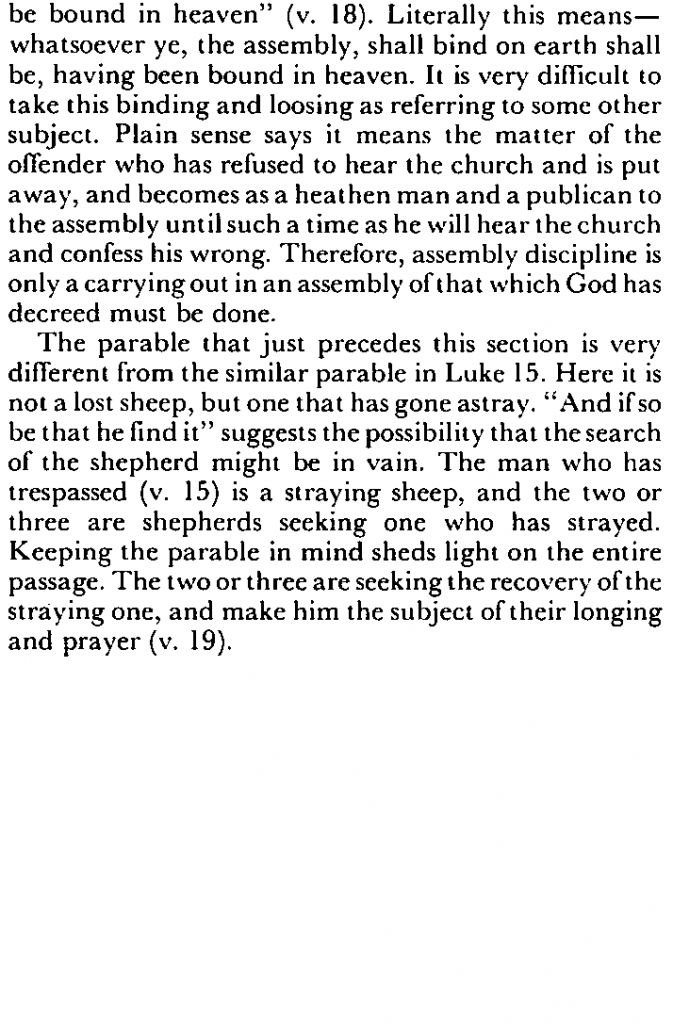 be bound in heaven” (v. 18). Literally this means—
whatsoever ye, the assembly, shall bind on earth shall
be, having been bound in heaven. It is very difficult to
take this binding and loosing as referring to some other
subject. Plain sense says it means the matter of the
offender who has refused to hear the church and is put
away, and becomes as a heathen man and a publican to
the assembly until such a time as he will hear the church
and confess his wrong. Therefore, assembly discipline is
only a carrying out in an assembly of that which God has
decreed must be done.
The parable that just precedes this section is very
different from the similar parable in Luke 15. Here it is
not a lost sheep, but one that has gone astray. “And if so
be that he find it” suggests the possibility that the search
of the shepherd might be in vain. The man who has
trespassed (v. 15) is a straying sheep, and the two or
three are shepherds seeking one who has strayed.
Keeping the parable in mind sheds light on the entire
passage. The two or three are seeking the recovery of the
straying one, and make him the subject of their longing
and prayer (v. 19).